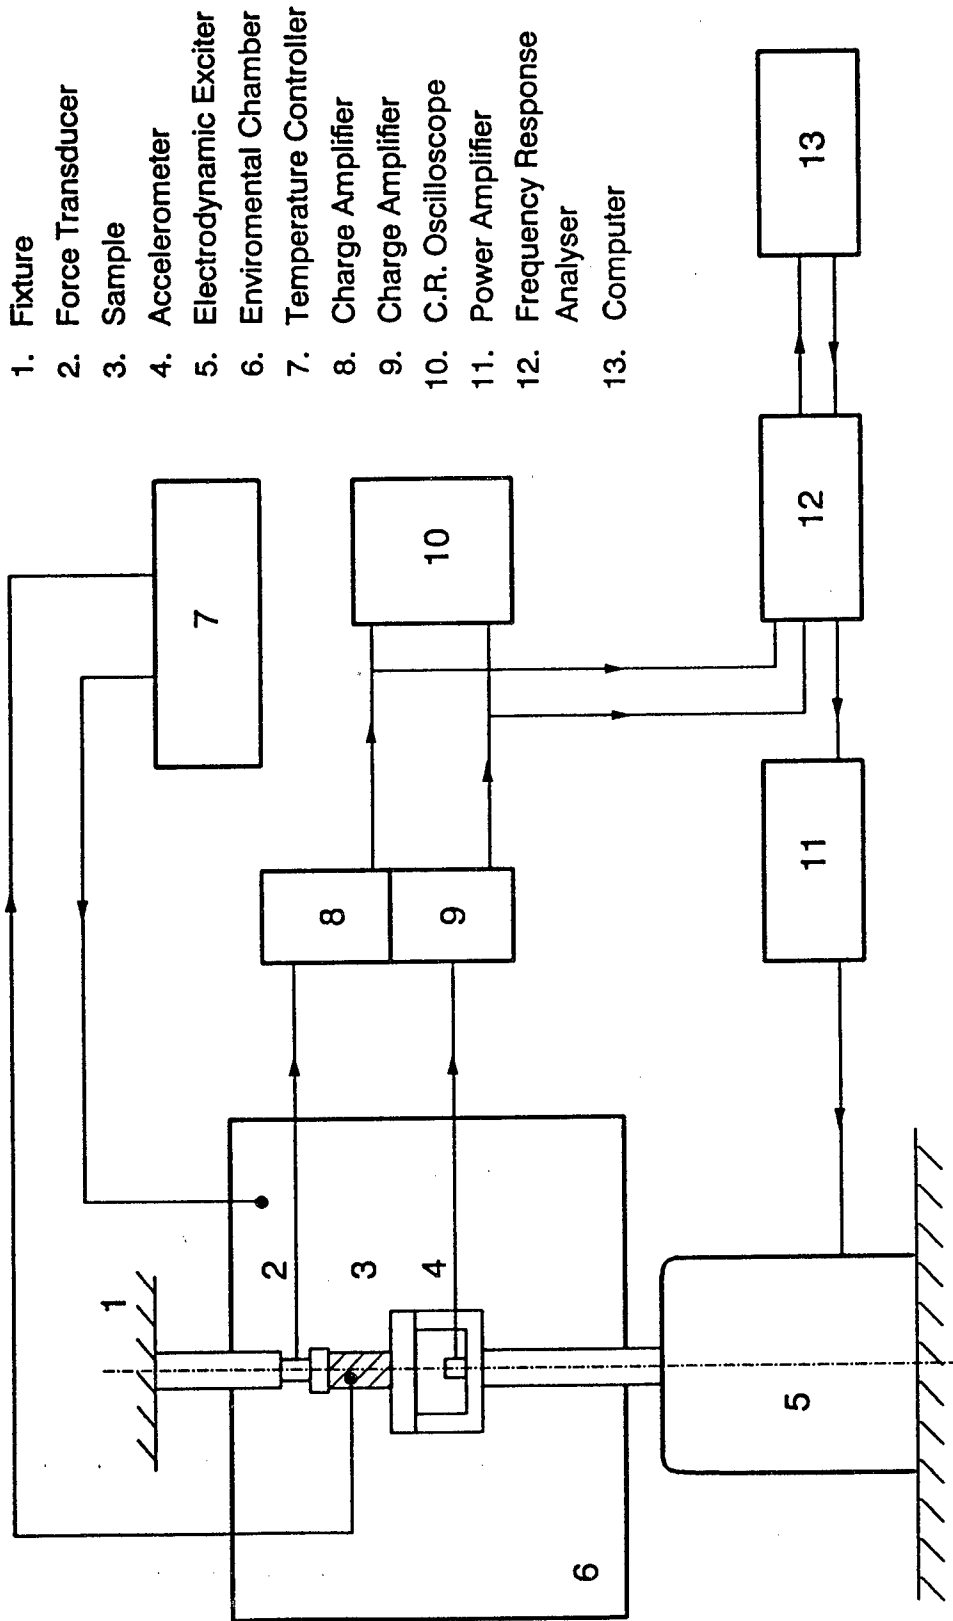 1. Fixture
2. Force Transducer
3. Sample
4. Accelerometer
5. Electrodynamic Exciter
6. Enviromental Chamber
7. Temperature Controller
8. Charge Amplifier
9. Charge Amplifier
10. C.R. Oscilloscope
11. Power Amplifier
12. Frequency Response
Analyser
13. Computer
1
2
3
4
5
6
7
8
9
10
11
12
13